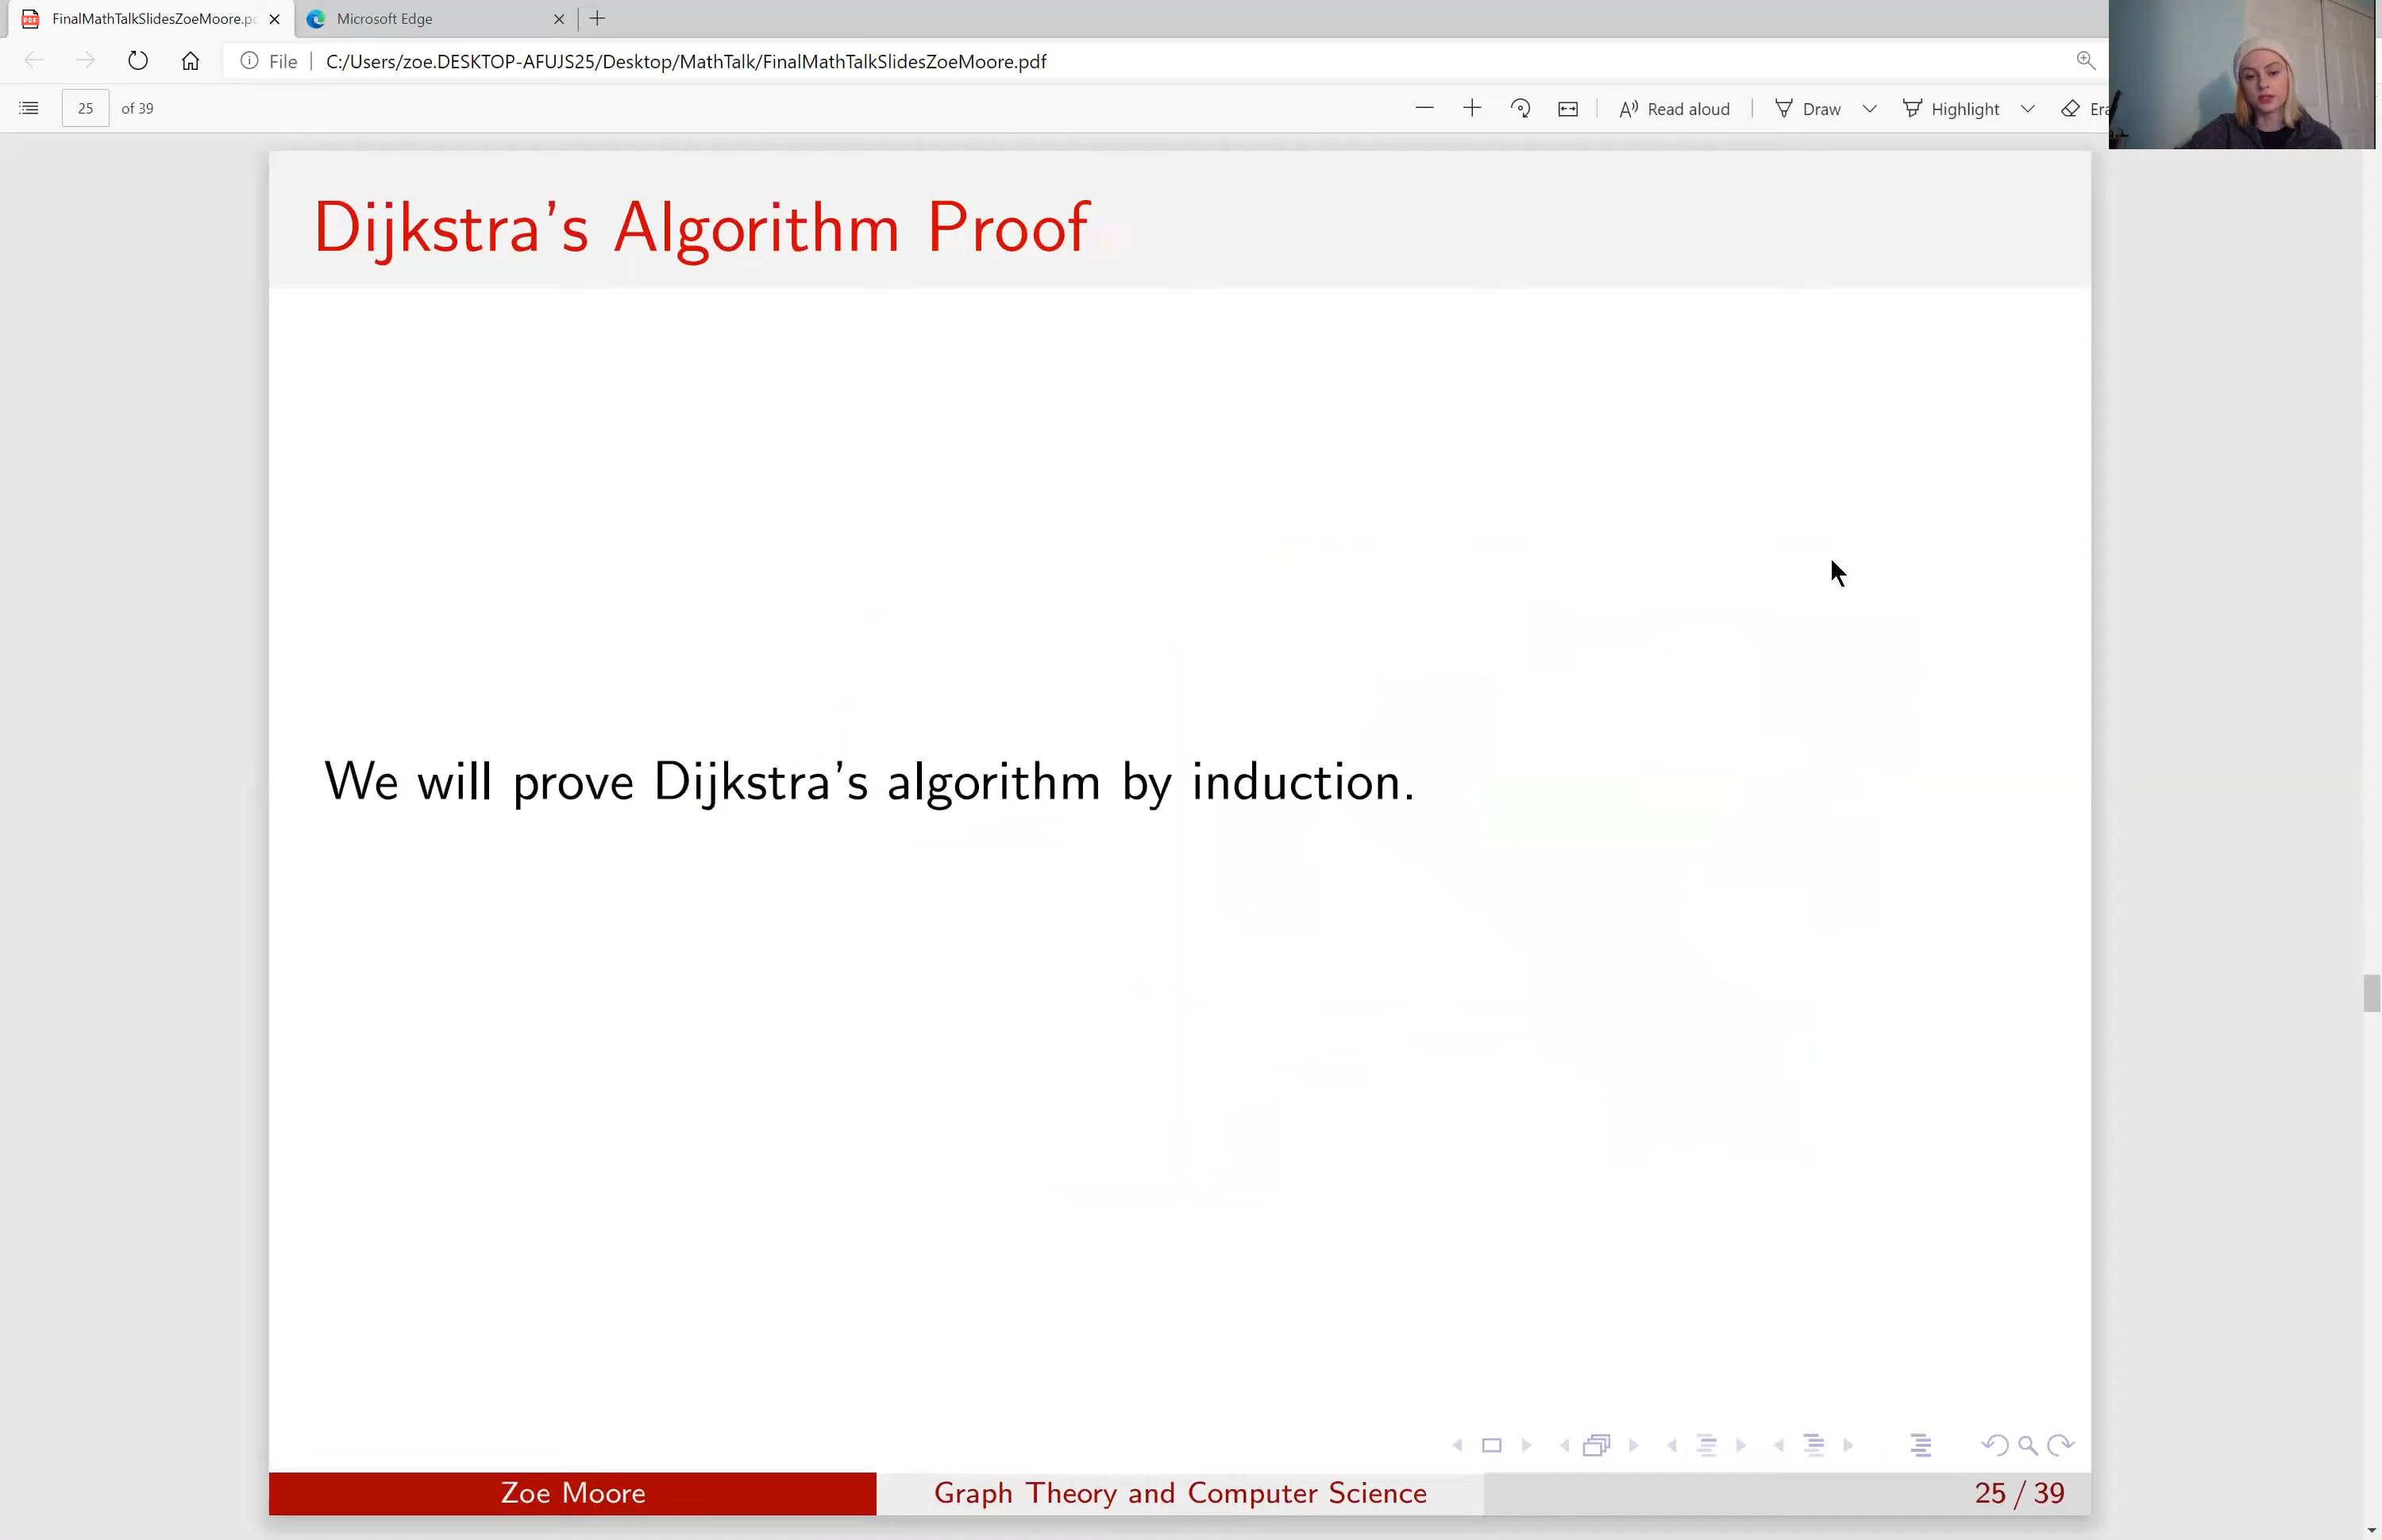 FinalMathTalkSlidesZoeMoore.p
Microsoft Edge
File
C:/Users/zoe.DESKTOP-AFUJS25/Desktop/MathTalk/FinalMathTalkSlidesZoeMoore.pdf
25 of 39
Read aloud
Draw
Highlight
Era
Dijkstra's Algorithm Proof
We will prove Dijkstra's algorithm by induction.
Zoe Moore
Graph Theory and Computer Science
25 / 39